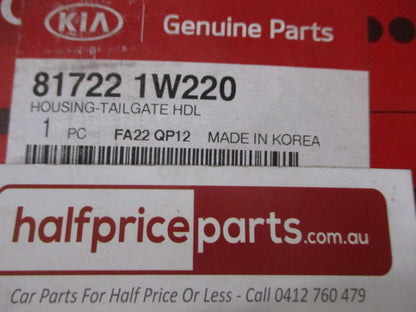 KIA
Genuine Parts
81722 1W220
HOUSING-TAILGATE HDL
1 PC FA22 QP12 MADE IN KOREA
halfpriceparts.com.au
Car Parts For Half Price Or Less - Call 0412 760 479